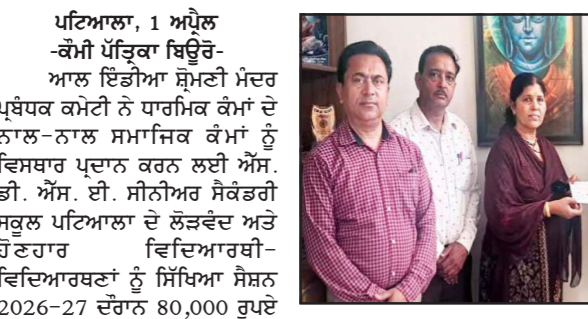 ਪਟਿਆਲਾ, 1 ਅਪ੍ਰੈਲ
-ਕੌਮੀ ਪੱਤ੍ਰਿਕਾ ਬਿਊਰੋ-
ਆਲ ਇੰਡੀਆ ਸ਼੍ਰੋਮਣੀ ਮੰਦਰ
ਪ੍ਰਬੰਧਕ ਕਮੇਟੀ ਨੇ ਧਾਰਮਿਕ ਕੰਮਾਂ ਦੇ
ਨਾਲ-ਨਾਲ ਸਮਾਜਿਕ ਕੰਮਾਂ ਨੂੰ
ਵਿਸਥਾਰ ਪ੍ਰਦਾਨ ਕਰਨ ਲਈ ਐੱਸ.
ਡੀ. ਐੱਸ. ਈ. ਸੀਨੀਅਰ ਸੈਕੰਡਰੀ
ਸਕੂਲ ਪਟਿਆਲਾ ਦੇ ਲੋੜਵੰਦ ਅਤੇ
ਹੋਣਹਾਰ ਵਿਦਿਆਰਥੀ-
ਵਿਦਿਆਰਥਣਾਂ ਨੂੰ ਸਿੱਖਿਆ ਸੈਸ਼ਨ
2026-27 ਦੌਰਾਨ 80,000 ਰੁਪਏ